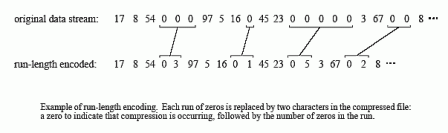 original data stream: 17 8 54 0 0 0 97 5 16 0 45 23 0 0 0 0 0 3 67 0 0 8 •••
run-length encoded: 17 8 54 0 3 97 5 16 0 1 45 23 0 5 3 67 0 2 8 •••
Example of run-length encoding. Each run of zeros is replaced by two characters in the compressed file:
a zero to indicate that compression is occurring, followed by the number of zeros in the run.